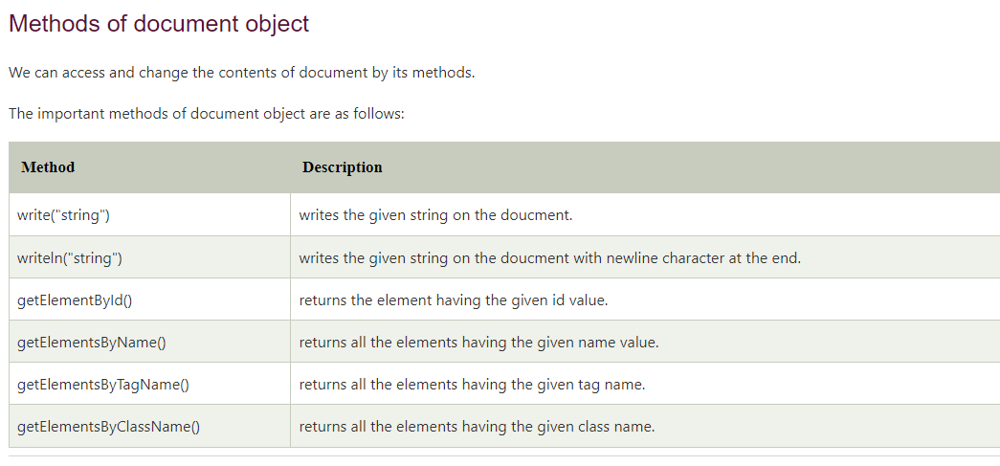 Methods of document object
We can access and change the contents of document by its methods.
The important methods of document object are as follows:
Method Description
write("string") writes the given string on the doucment.
writeln("string") writes the given string on the doucment with newline character at the end.
getElementById() returns the element having the given id value.
getElementsByName() returns all the elements having the given name value.
getElementsByTagName() returns all the elements having the given tag name.
getElementsByClassName() returns all the elements having the given class name.